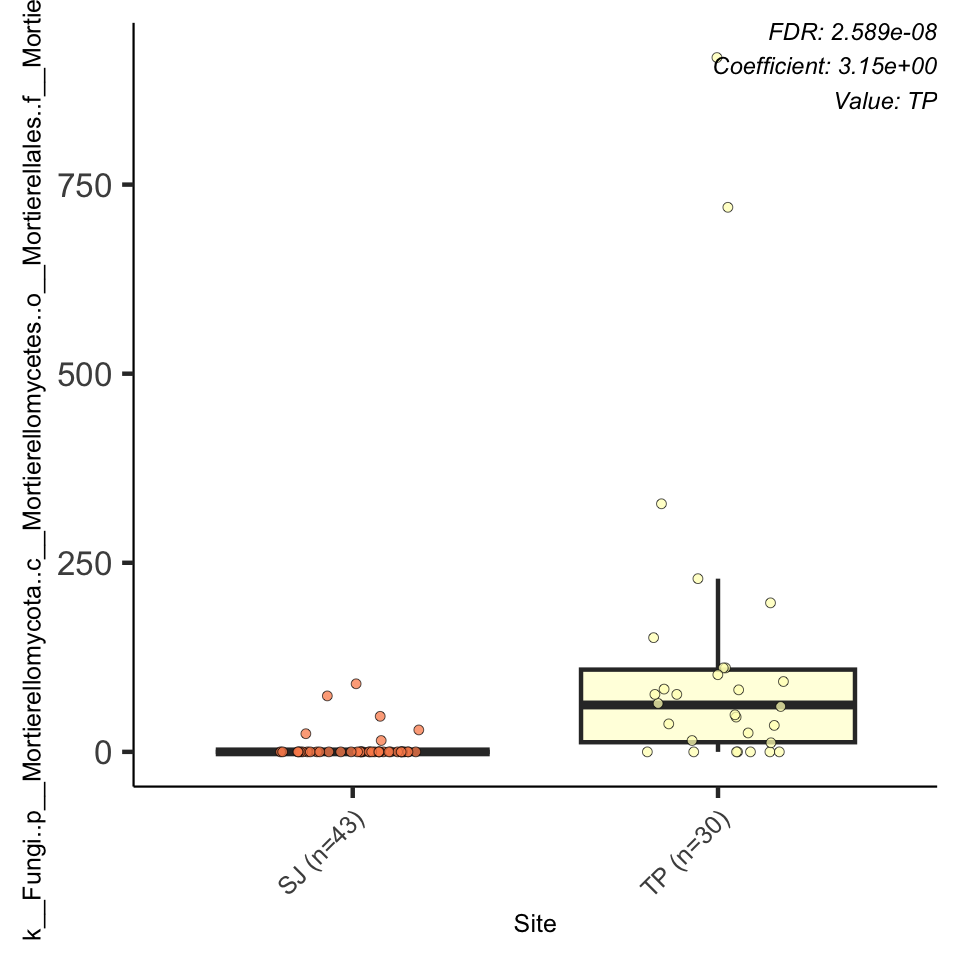 FDR: 2.589e-08
Coefficient: 3.15e+00
Value: TP
k__Fungi..p__Mortierellomycota..c__Mortierellomycetes..o__Mortierellales..f__Mortie
750
500
250
0
SJ (n=43)
TP (n=30)
Site